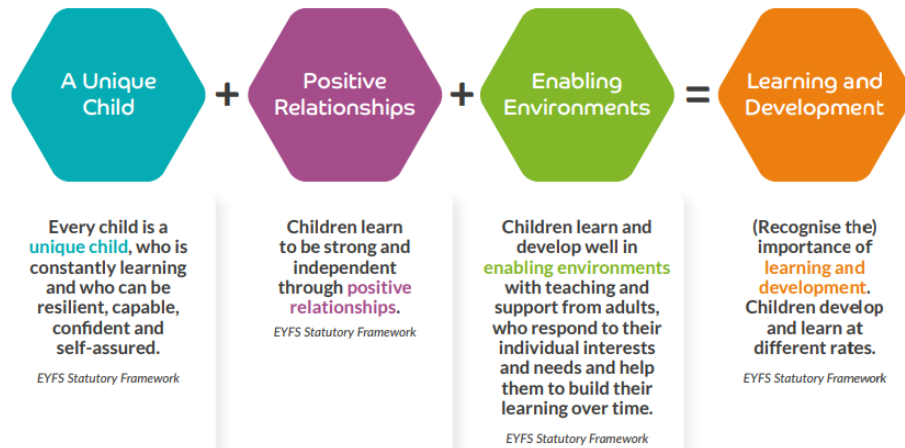 A Unique
Child
+
Positive
Relationships
+
Enabling
Environments
=
Learning and
Development
Every child is a
unique child, who is
constantly learning
and who can be
resilient, capable,
confident and
self-assured.
EYFS Statutory Framework
Children learn
to be strong and
independent
through positive
relationships.
EYFS Statutory Framework
Children learn and
develop well in
enabling environments
with teaching and
support from adults,
who respond to their
individual interests
and needs and help
them to build their
learning over time.
EYFS Statutory Framework
(Recognise the)
importance of
learning and
development.
Children develop
and learn at
different rates.
EYFS Statutory Framework